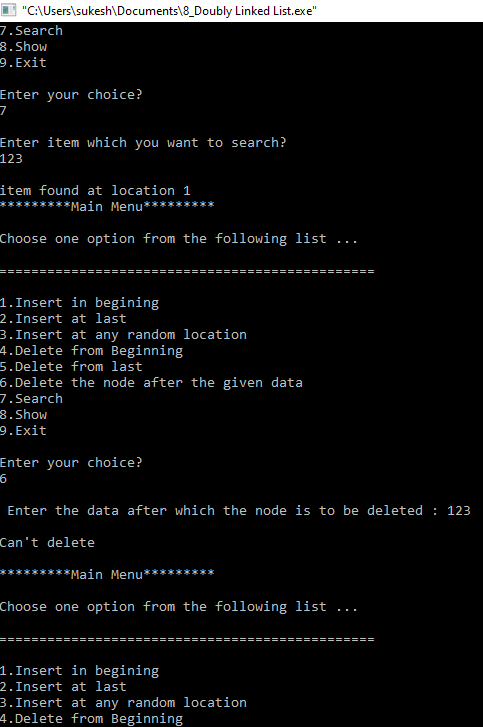 "C:\Users\sukesh\Documents\8_Doubly Linked List.exe"
7.Search
8.Show
9.Exit
Enter your choice?
7
Enter item which you want to search?
123
item found at location 1
*********Main Menu*********
Choose one option from the following list ...
===============================================
1.Insert in begining
2.Insert at last
3.Insert at any random location
4.Delete from Beginning
5.Delete from last
6.Delete the node after the given data
7.Search
8.Show
9.Exit
Enter your choice?
6
Enter the data after which the node is to be deleted : 123
Can't delete
*********Main Menu*********
Choose one option from the following list ...
===============================================
1.Insert in begining
2.Insert at last
3.Insert at any random location
4.Delete from Beginning